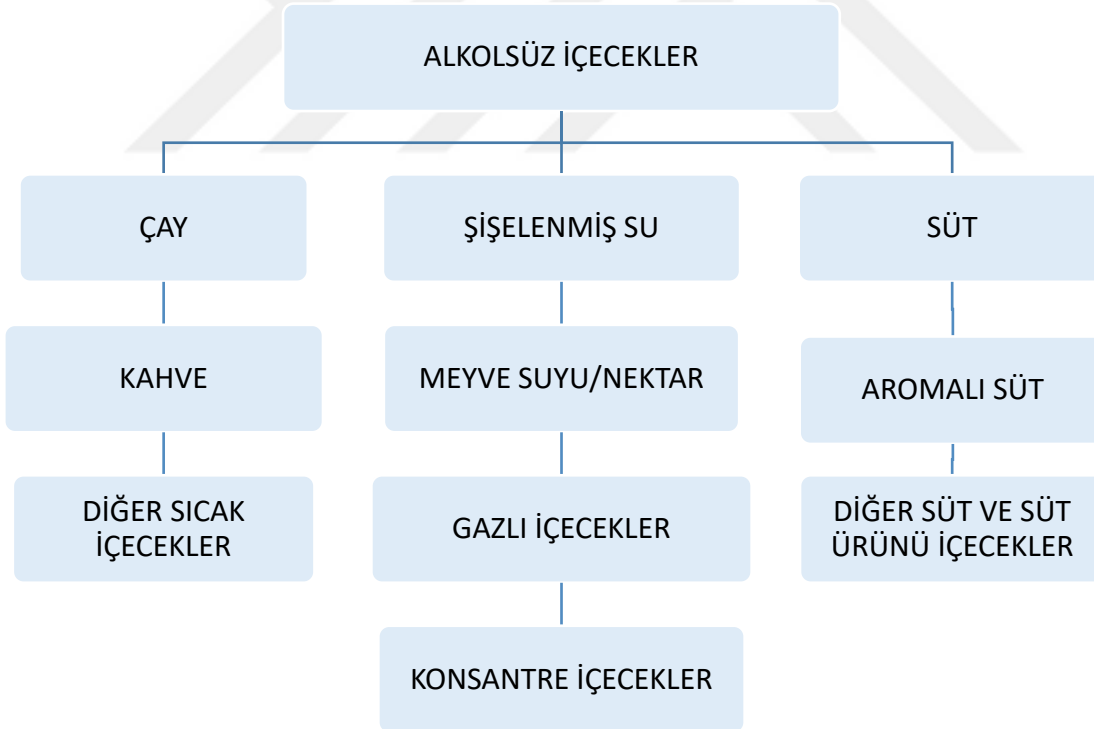 ALKOLSÜZ İÇECEKLER
ÇAY
ŞİŞELENMİŞ SU
SÜT
KAHVE
MEYVE SUYU/NEKTAR
AROMALI SÜT
DİĞER SICAK
İÇECEKLER
GAZLI İÇECEKLER
DİĞER SÜT VE SÜT
ÜRÜNÜ İÇECEKLER
KONSANTRE İÇECEKLER